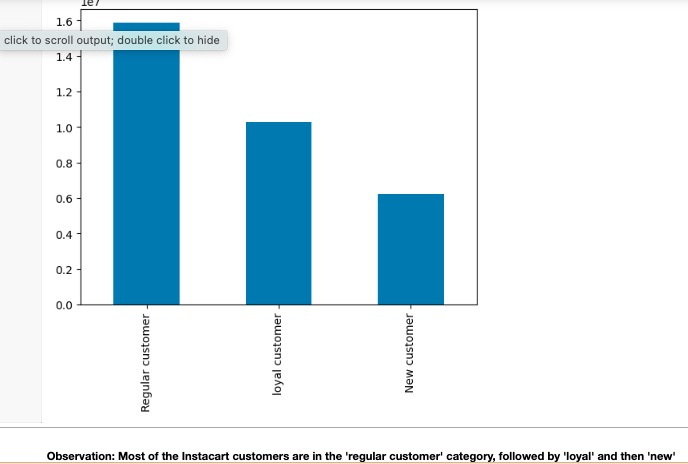 1e7
1.6
click to scroll output; double click to hide
1.4
1.2
1.0
0.8
0.6
0.4
0.2
0.0
Regular customer
loyal customer
New customer
Observation: Most of the Instacart customers are in the 'regular customer' category, followed by 'loyal' and then 'new'